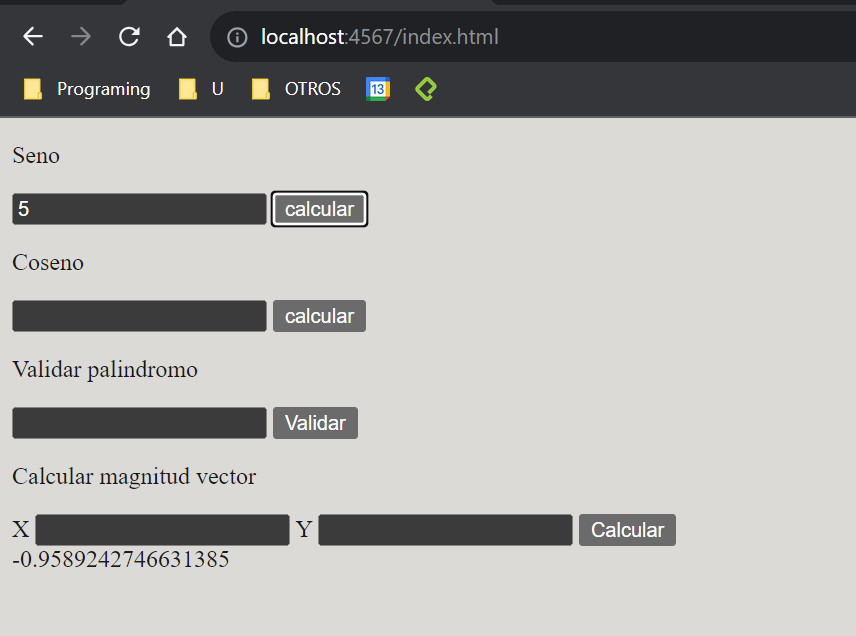 localhost:4567/index.html
Programing U OTROS 13
Seno
5 calcular
Coseno
calcular
Validar palindromo
Validar
Calcular magnitud vector
X Y Calcular
-0.9589242746631385